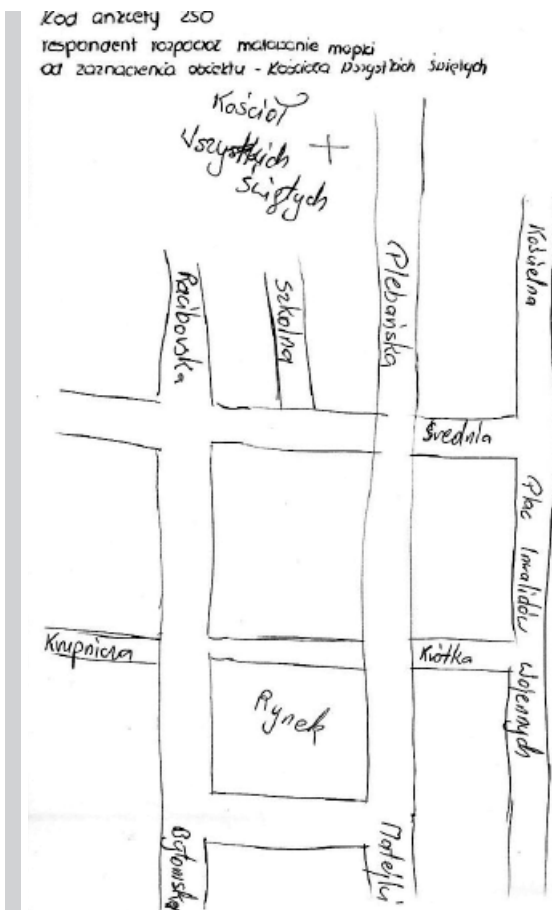 Kod ankiety 250
respondent rozpoczął malowanie mapki
od zaznaczenia obiektu - Kościoła Wszystkich Świętych
Kościół
Wszystkich
Świętych
Raciborska
Szkolna
Plebańska
Kościelna
Średnia
Plac Inwalidów Wojennych
Krupnicza
Krótka
Rynek
Bytomska
Matejki